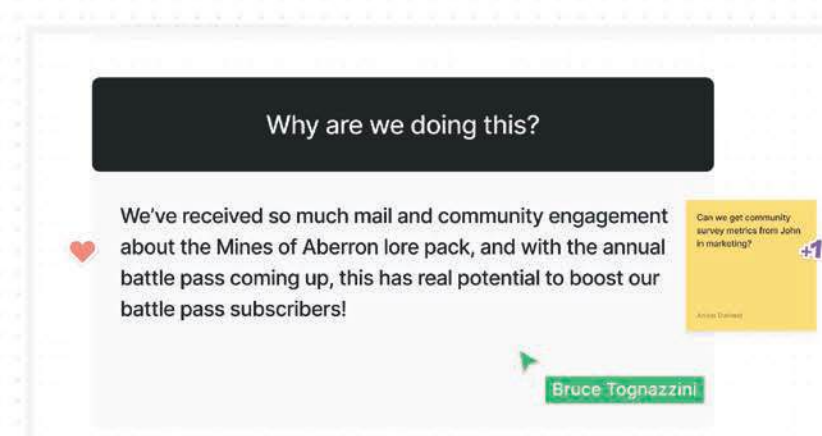 Why are we doing this?
We've received so much mail and community engagement
about the Mines of Aberron lore pack, and with the annual
battle pass coming up, this has real potential to boost our
battle pass subscribers!
Can we get community
survey metrics from John
in marketing?
+1
Bruce Tognazzini